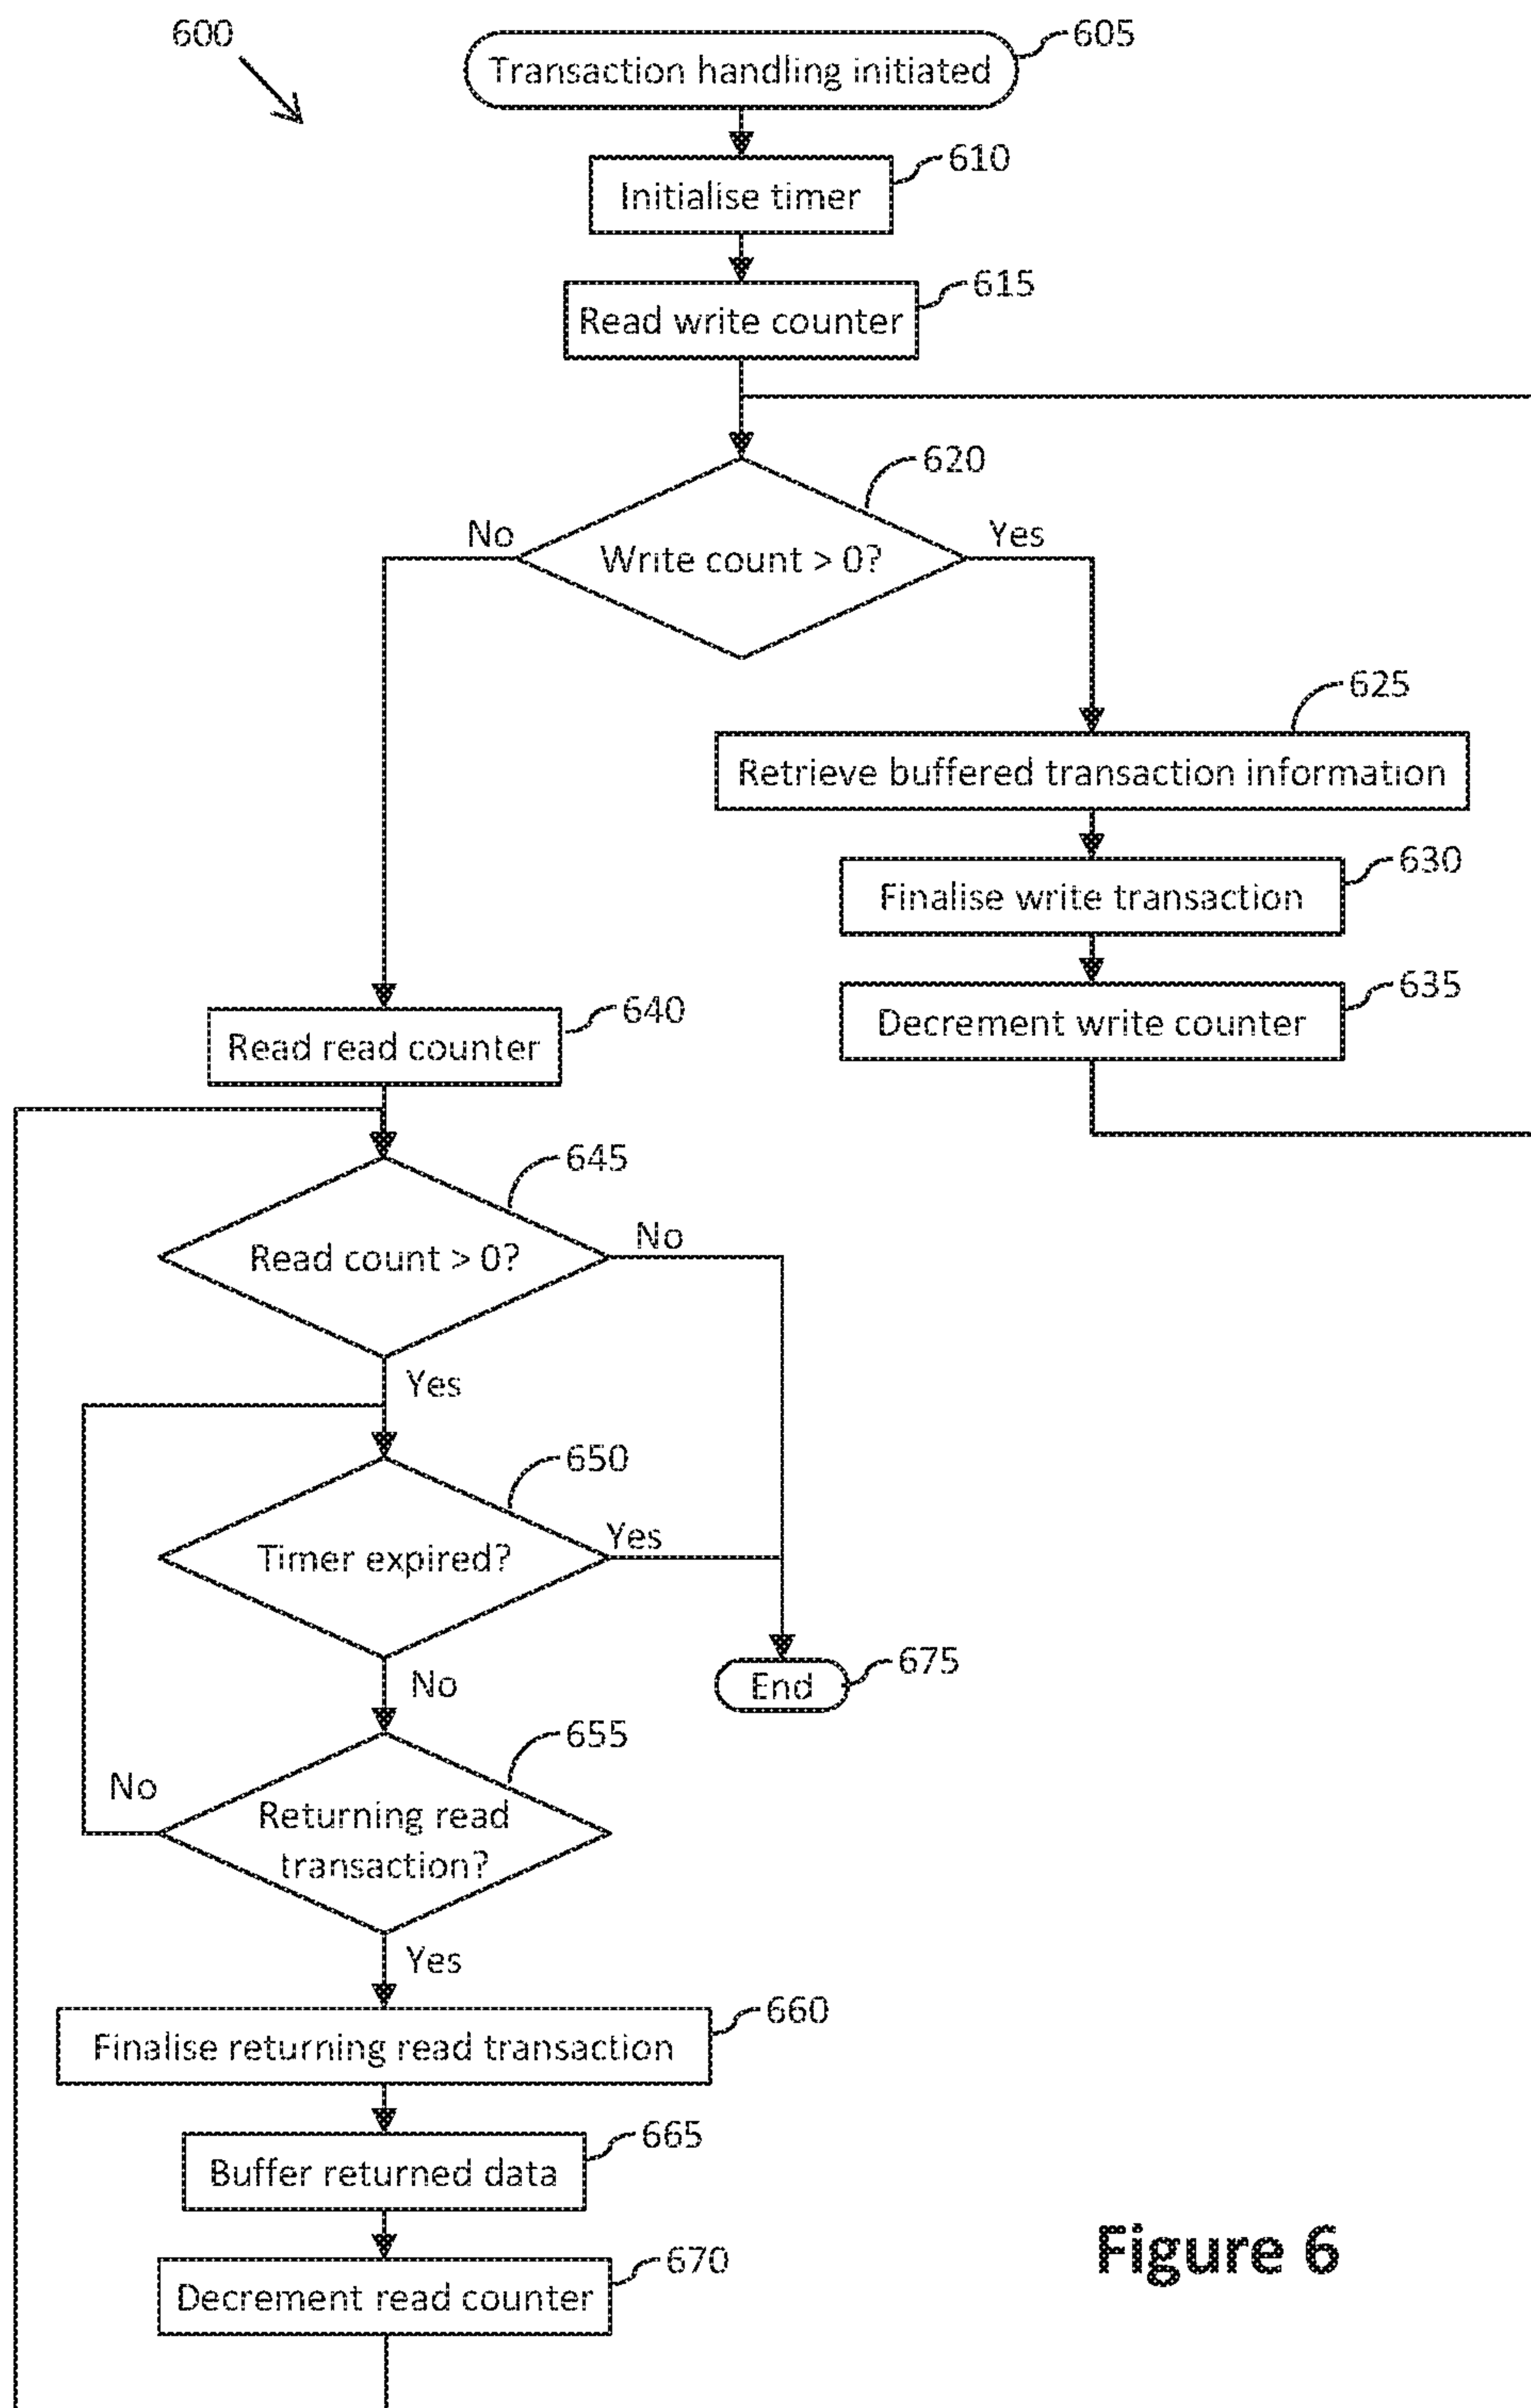 600
Transaction handling initiated
605
Initialise timer
610
Read write counter
615
Write count > 0?
620
No
Yes
Retrieve buffered transaction information
625
Finalise write transaction
630
Decrement write counter
635
Read read counter
640
Read count > 0?
645
No
Yes
Timer expired?
650
Yes
No
End
675
Returning read
transaction?
655
No
Yes
Finalise returning read transaction
660
Buffer returned data
665
Decrement read counter
670
Figure 6